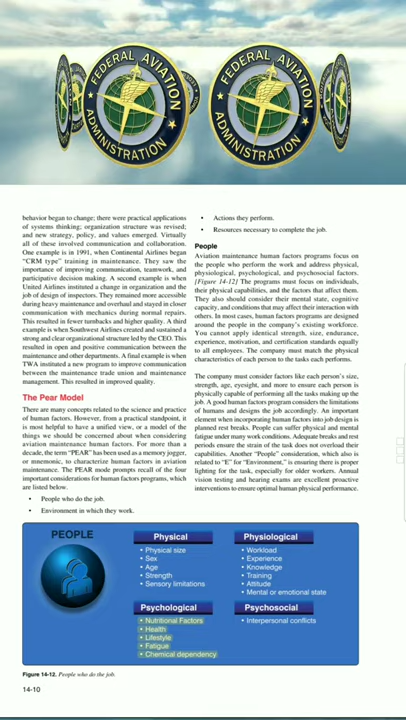 FEDERAL AVIATION
ADMINISTRATION
FEDERAL AVIATION
ADMINISTRATION
behavior began to change; there were practical applications
of systems thinking; organization structure was revised;
and new strategy, policy, and values emerged. Virtually
all of these involved communication and collaboration.
One example is in 1991, when Continental Airlines began
"CRM type" training in maintenance. They saw the
importance of improving communication, teamwork, and
participative decision making. A second example is when
United Airlines instituted a change in organization and the
job of design of inspectors. They remained more accessible
during heavy maintenance and overhaul and stayed in closer
communication with mechanics during normal repairs.
This resulted in fewer turnbacks and higher quality. A third
example is when Southwest Airlines created and sustained a
strong and clear organizational structure led by the CEO. This
resulted in open and positive communication between the
maintenance and other departments. A final example is when
TWA instituted a new program to improve communication
between the maintenance trade union and maintenance
management. This resulted in improved quality.
The Pear Model
There are many concepts related to the science and practice
of human factors. However, from a practical standpoint, it
is most helpful to have a unified view, or a model of the
things we should be concerned about when considering
aviation maintenance human factors. For more than a
decade, the term "PEAR" has been used as a memory jogger,
or mnemonic, to characterize human factors in aviation
maintenance. The PEAR mode prompts recall of the four
important considerations for human factors programs, which
are listed below.
• People who do the job.
• Environment in which they work.
• Actions they perform.
• Resources necessary to complete the job.
People
Aviation maintenance human factors programs focus on
the people who perform the work and address physical,
physiological, psychological, and psychosocial factors.
[Figure 14-12] The programs must focus on individuals,
their physical capabilities, and the factors that affect them.
They also should consider their mental state, cognitive
capacity, and conditions that may affect their interaction with
others. In most cases, human factors programs are designed
around the people in the company's existing workforce.
You cannot apply identical strength, size, endurance,
experience, motivation, and certification standards equally
to all employees. The company must match the physical
characteristics of each person to the tasks each performs.
The company must consider factors like each person's size,
strength, age, eyesight, and more to ensure each person is
physically capable of performing all the tasks making up the
job. A good human factors program considers the limitations
of humans and designs the job accordingly. An important
element when incorporating human factors into job design is
planned rest breaks. People can suffer physical and mental
fatigue under many work conditions. Adequate breaks and rest
periods ensure the strain of the task does not overload their
capabilities. Another "People" consideration, which also is
related to "E" for "Environment," is ensuring there is proper
lighting for the task, especially for older workers. Annual
vision testing and hearing exams are excellent proactive
interventions to ensure optimal human physical performance.
PEOPLE
Physical
• Physical size
• Sex
• Age
• Strength
• Sensory limitations
Physiological
• Workload
• Experience
• Knowledge
• Training
• Attitude
• Mental or emotional state
Psychological
• Nutritional Factors
• Health
• Lifestyle
• Fatigue
• Chemical dependency
Psychosocial
• Interpersonal conflicts
Figure 14-12. People who do the job.
14-10